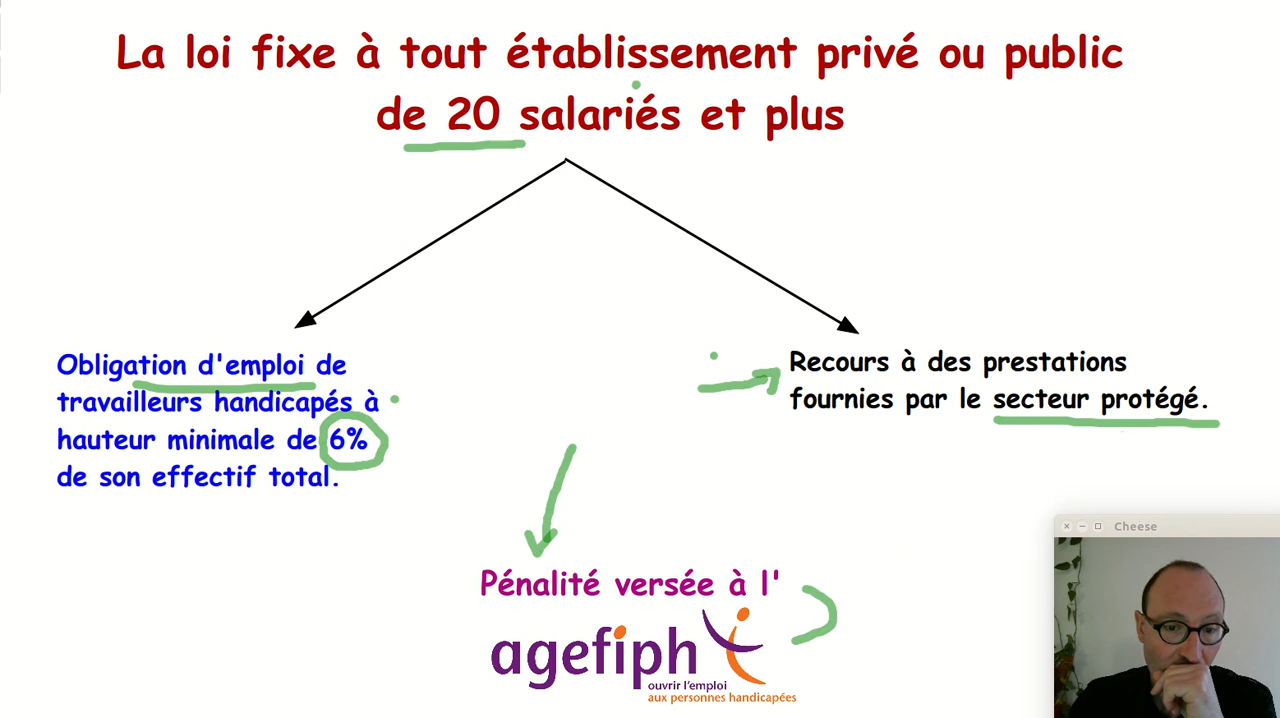 La loi fixe à tout établissement privé ou public
de 20 salariés et plus
Obligation d'emploi de
travailleurs handicapés à
hauteur minimale de 6%
de son effectif total.
Recours à des prestations
fournies par le secteur protégé.
Pénalité versée à l'
agefiph
ouvrir l'emploi
aux personnes handicapées
Cheese